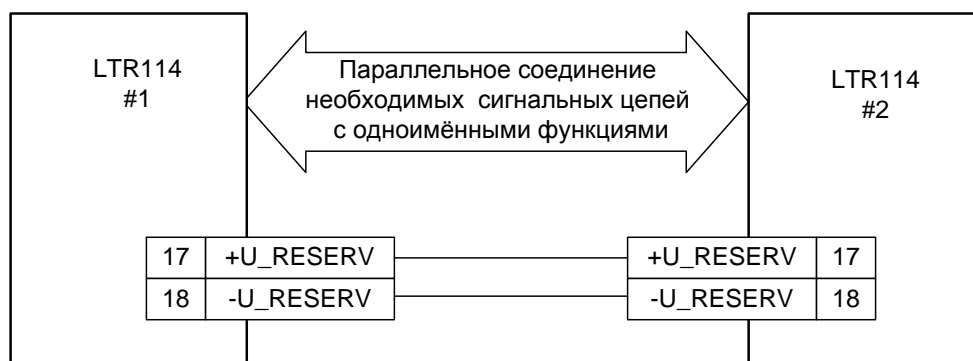 LTR114
#1
Параллельное соединение
необходимых сигнальных цепей
с одноимёнными функциями
LTR114
#2
17 +U_RESERV
+U_RESERV 17
18 -U_RESERV
-U_RESERV 18